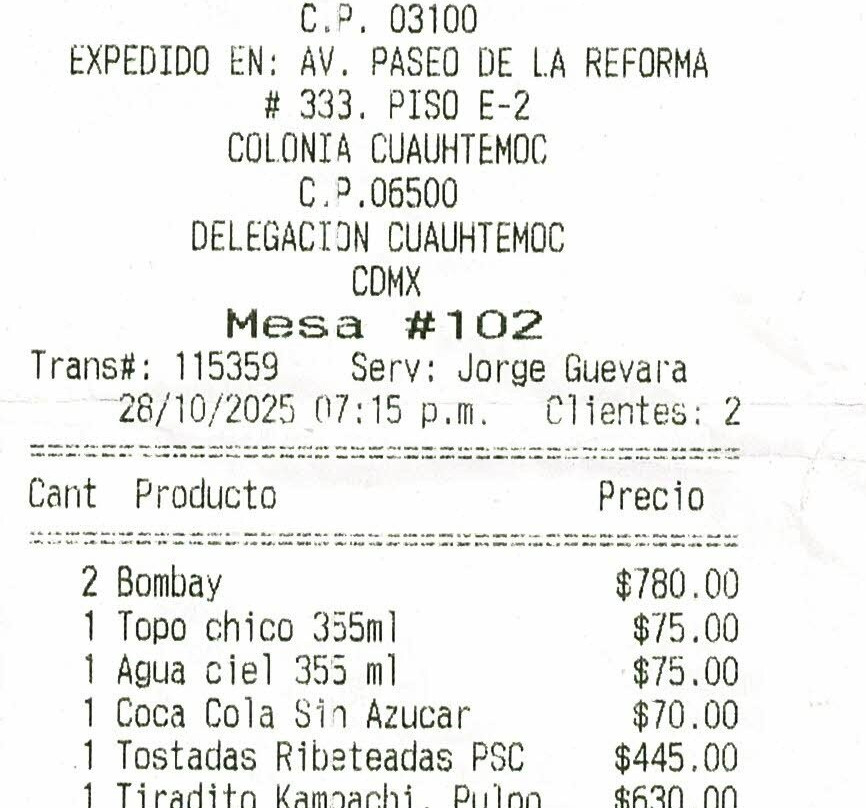 C.P. 03100
EXPEDIDO EN: AV. PASEO DE LA REFORMA
# 333. PISO E-2
COLONIA CUAUHTEMOC
C.P.06500
DELEGACION CUAUHTEMOC
CDMX
Mesa #102
Trans#: 115359 Serv: Jorge Guevara
28/10/2025 07:15 p.m. Clientes: 2
Cant Producto Precio
2 Bombay $780.00
1 Topo chico 355ml $75.00
1 Agua ciel 355 ml $75.00
1 Coca Cola Sin Azucar $70.00
1 Tostadas Ribeteadas PSC $445.00
1 Tiradito Kampachi, Pulpo $630.00